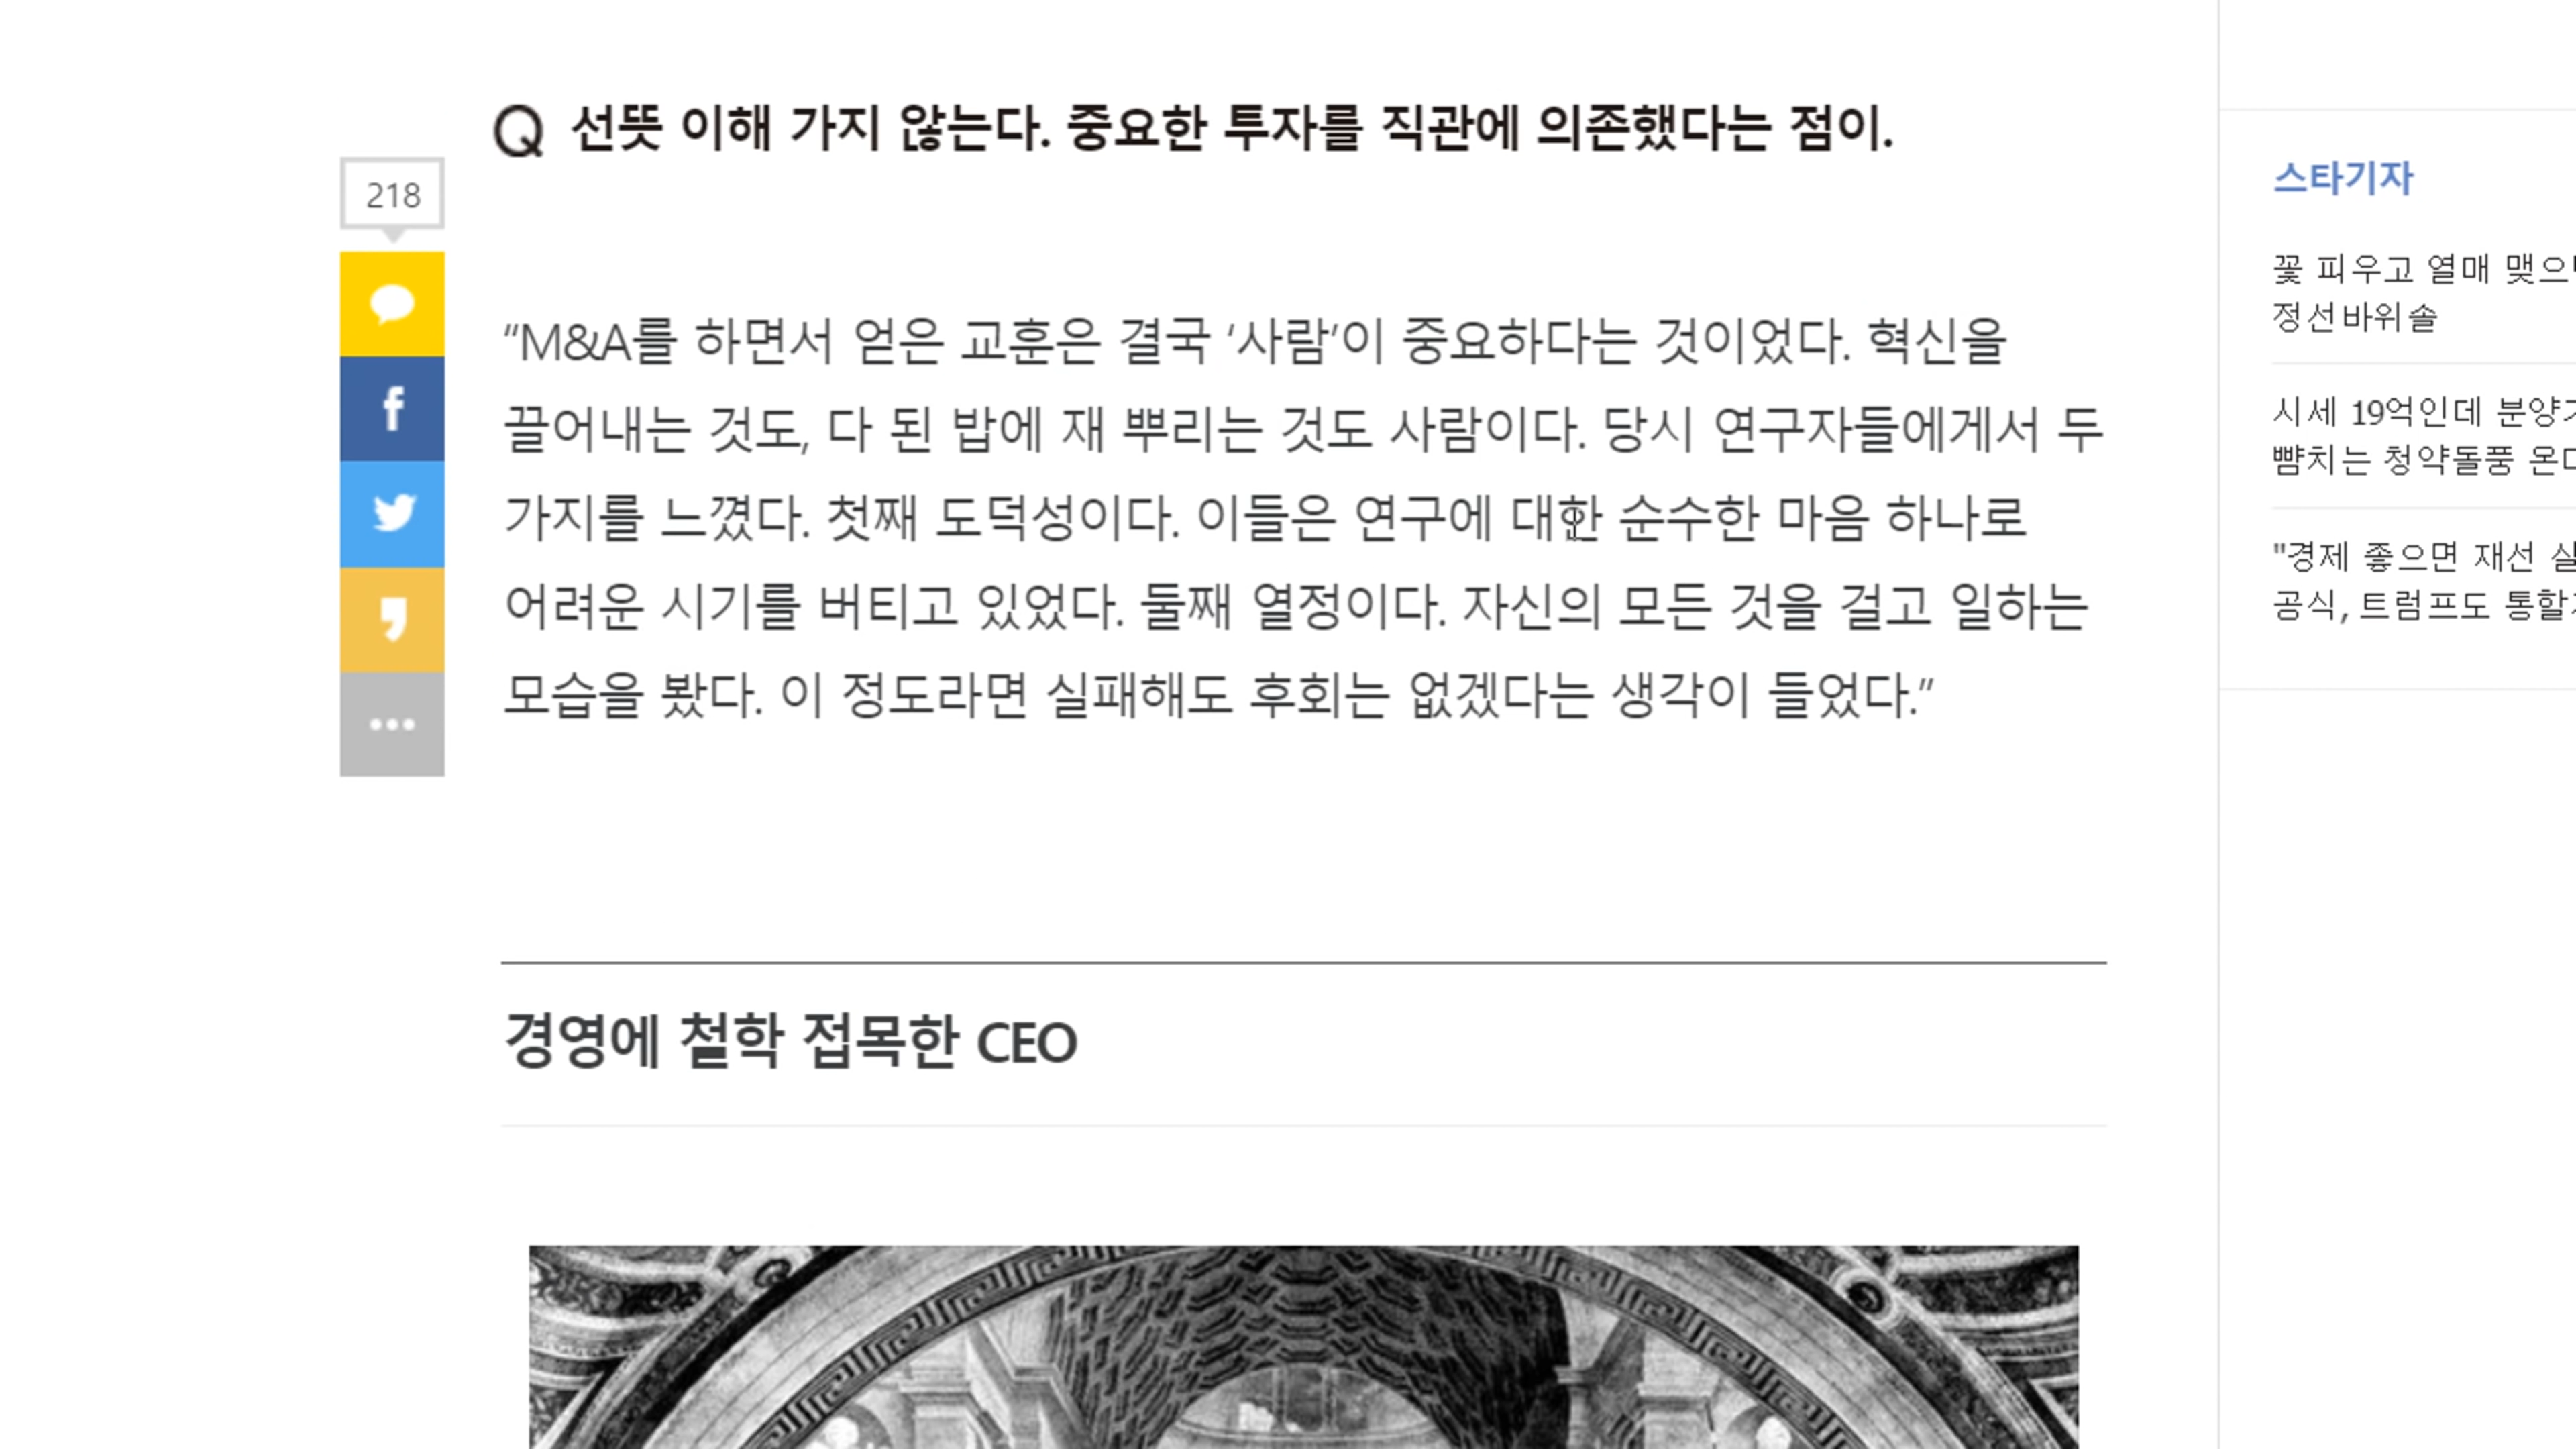 Q 선뜻 이해 가지 않는다. 중요한 투자를 직관에 의존했다는 점이.
218
“M&A를 하면서 얻은 교훈은 결국 ‘사람’이 중요하다는 것이었다. 혁신을
끌어내는 것도, 다 된 밥에 재 뿌리는 것도 사람이다. 당시 연구자들에게서 두
가지를 느꼈다. 첫째 도덕성이다. 이들은 연구에 대한 순수한 마음 하나로
어려운 시기를 버티고 있었다. 둘째 열정이다. 자신의 모든 것을 걸고 일하는
모습을 봤다. 이 정도라면 실패해도 후회는 없겠다는 생각이 들었다.”
경영에 철학 접목한 CEO
스타기자
꽃 피우고 열매 맺으
정선바위솔
시세 19억인데 분양
뺨치는 청약돌풍 온
"경제 좋으면 재선
공식, 트럼프도 통할